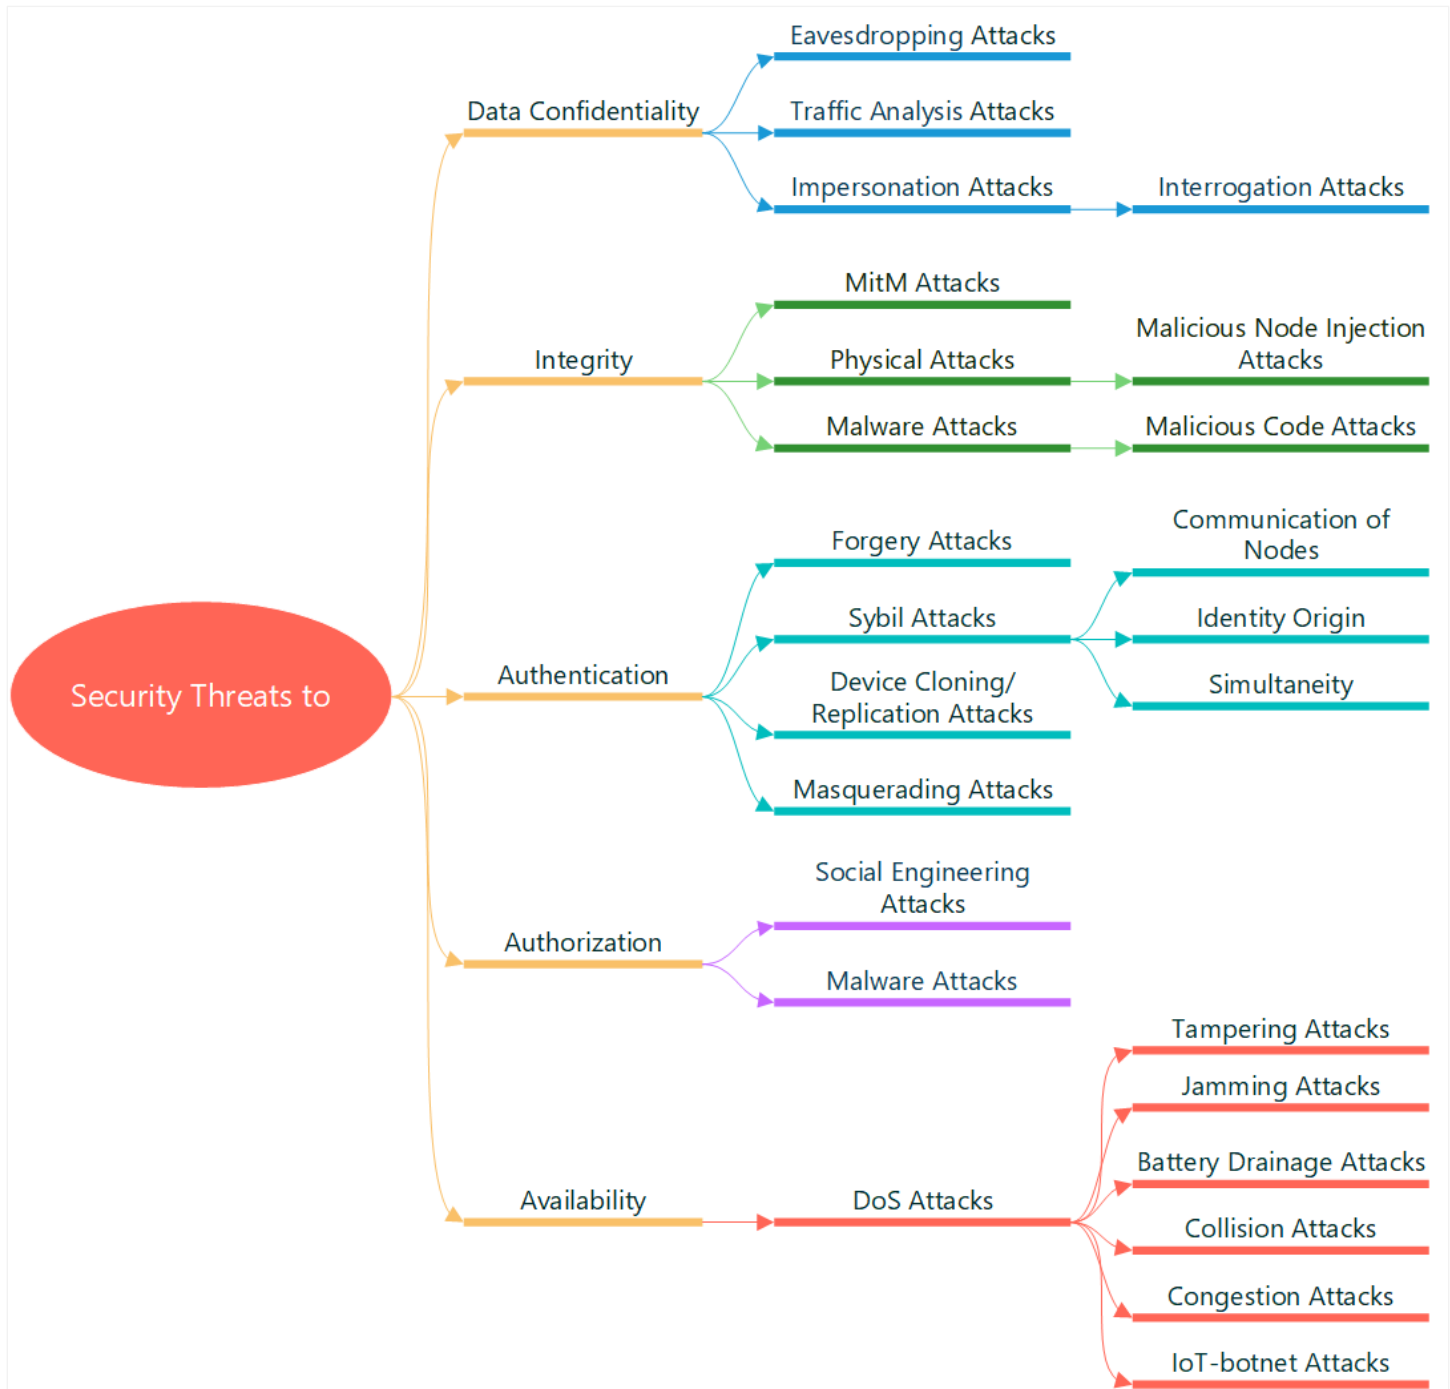 Security Threats to
Data Confidentiality
Eavesdropping Attacks
Traffic Analysis Attacks
Impersonation Attacks
Interrogation Attacks
Integrity
MitM Attacks
Physical Attacks
Malicious Node Injection
Attacks
Malware Attacks
Malicious Code Attacks
Authentication
Forgery Attacks
Sybil Attacks
Communication of
Nodes
Identity Origin
Simultaneity
Device Cloning/
Replication Attacks
Masquerading Attacks
Authorization
Social Engineering
Attacks
Malware Attacks
Availability
DoS Attacks
Tampering Attacks
Jamming Attacks
Battery Drainage Attacks
Collision Attacks
Congestion Attacks
IoT-botnet Attacks